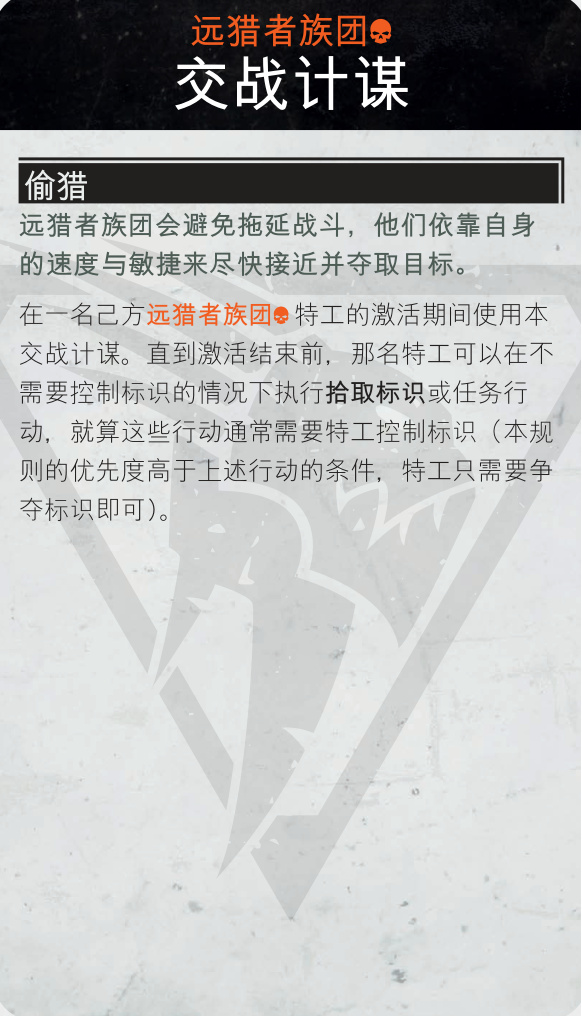 远猎者族团
交战计谋
偷猎
远猎者族团会避免拖延战斗，他们依靠自身
的速度与敏捷来尽快接近并夺取目标。
在一名己方远猎者族团特工的激活期间使用本
交战计谋。直到激活结束前，那名特工可以在不
需要控制标识的情况下执行拾取标识或任务行
动，就算这些行动通常需要特工控制标识（本规
则的优先度高于上述行动的条件，特工只需要争
夺标识即可）。